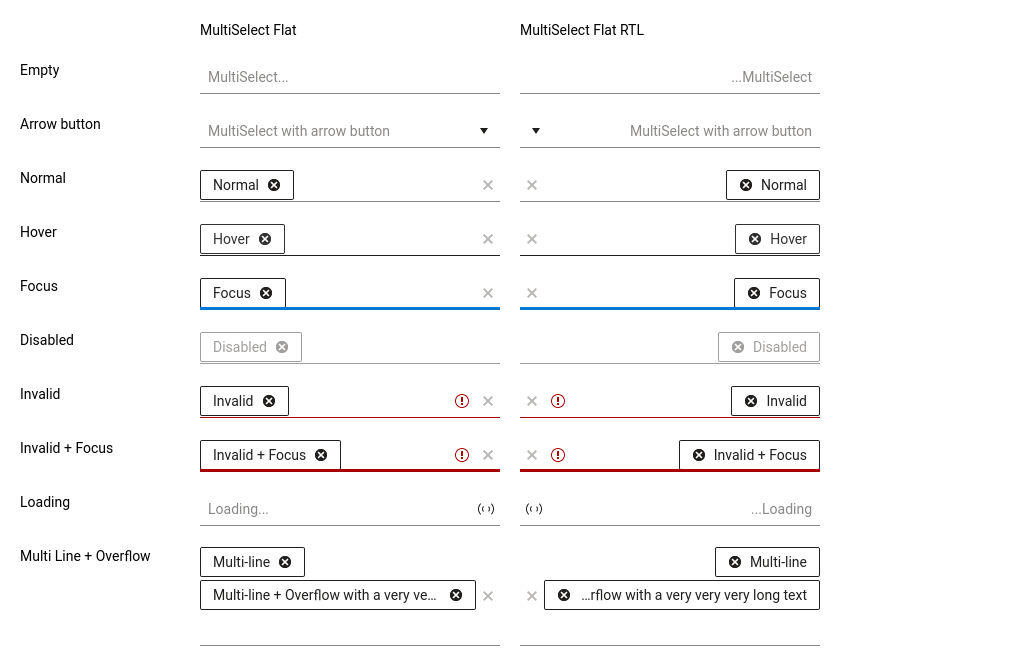 MultiSelect Flat MultiSelect Flat RTL
Empty MultiSelect... ...MultiSelect
Arrow button MultiSelect with arrow button MultiSelect with arrow button
Normal Normal Normal
Hover Hover Hover
Focus Focus Focus
Disabled Disabled Disabled
Invalid Invalid Invalid
Invalid + Focus Invalid + Focus Invalid + Focus
Loading Loading... ...Loading
Multi Line + Overflow Multi-line Multi-line
Multi-line + Overflow with a very ve... ...rflow with a very very very long text